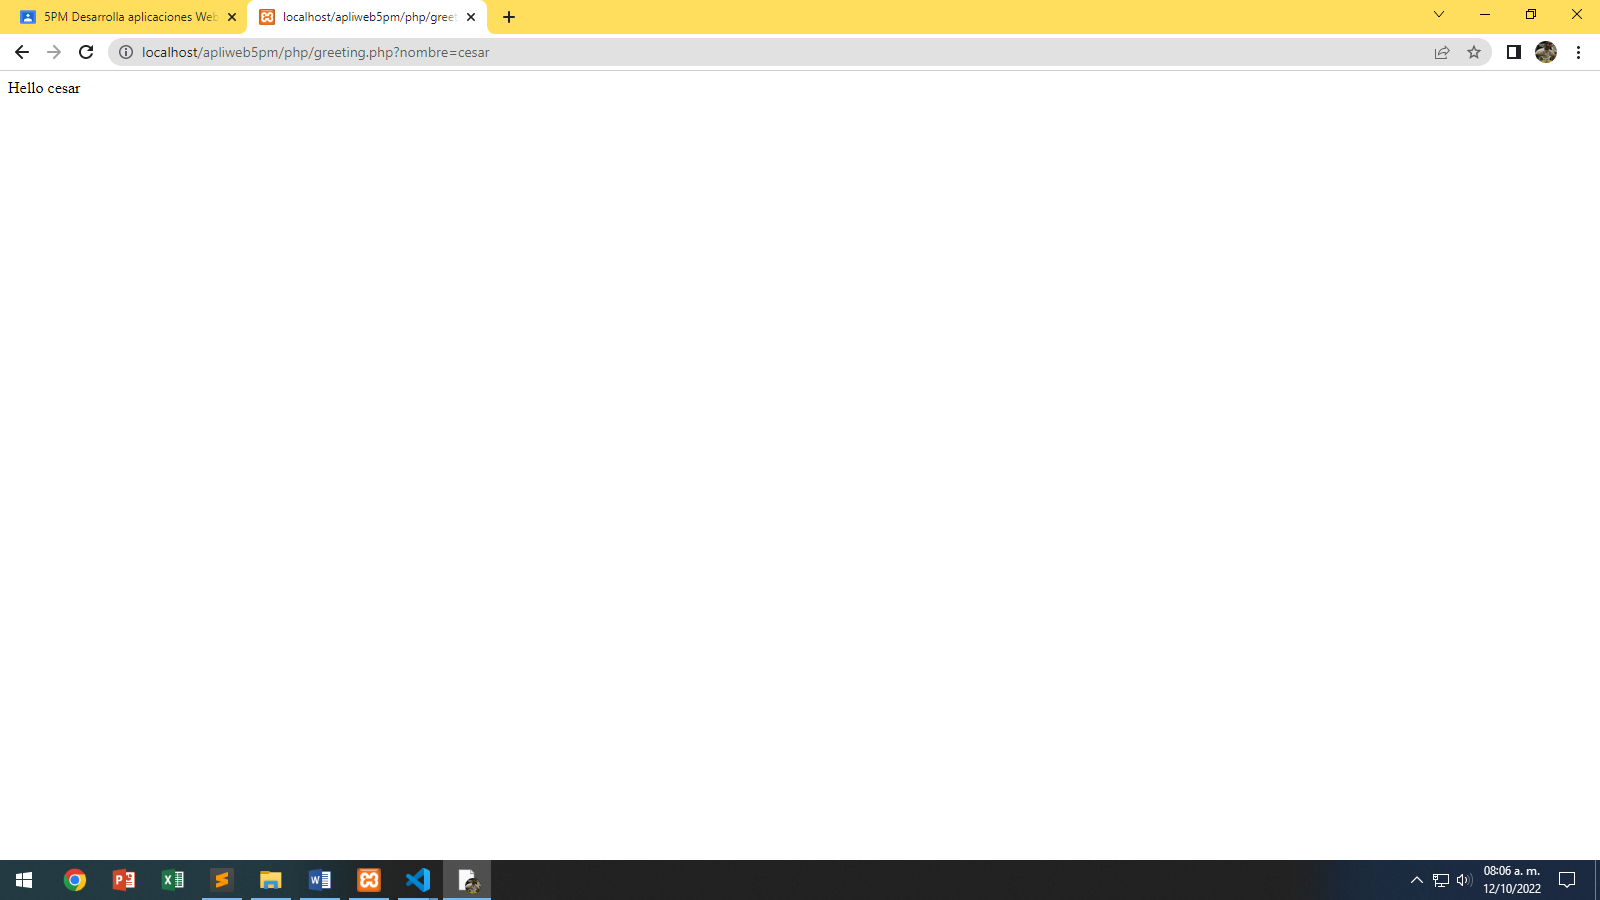 5PM Desarrolla aplicaciones Web
localhost/apliweb5pm/php/greet
localhost/apliweb5pm/php/greeting.php?nombre=cesar
Hello cesar
08:06 a. m.
12/10/2022